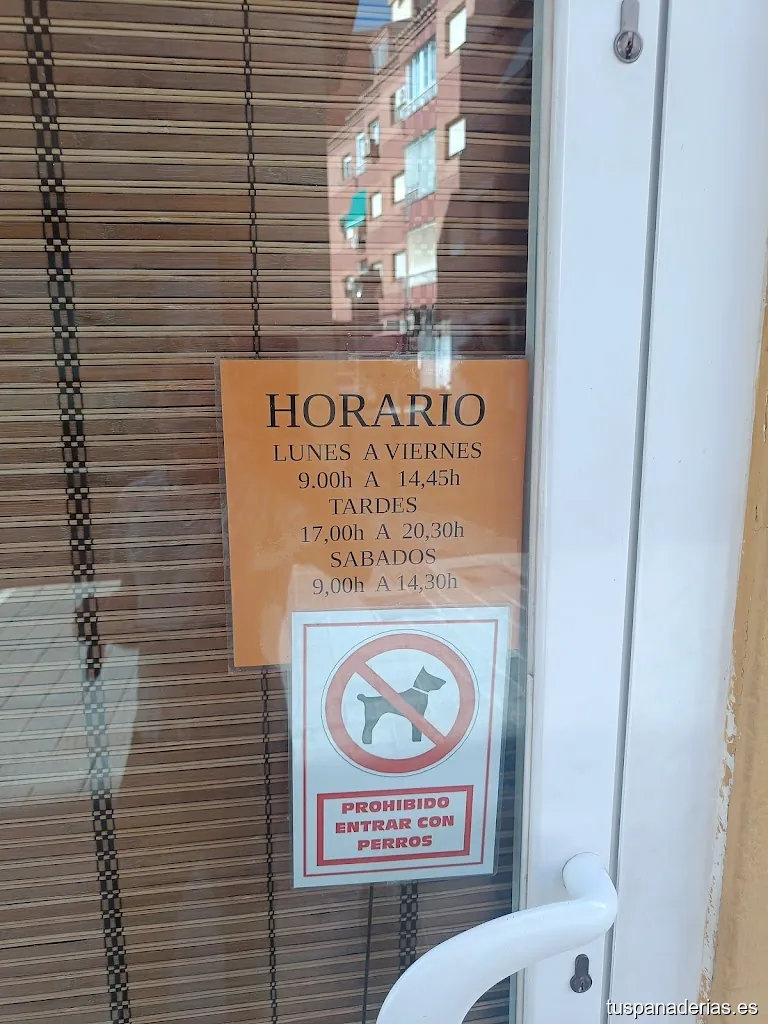 HORARIO
LUNES A VIERNES
9.00h A 14,45h
TARDES
17,00h A 20,30h
SABADOS
9,00h A 14,30h
PROHIBIDO
ENTRAR CON
PERROS
tuspanaderias.es